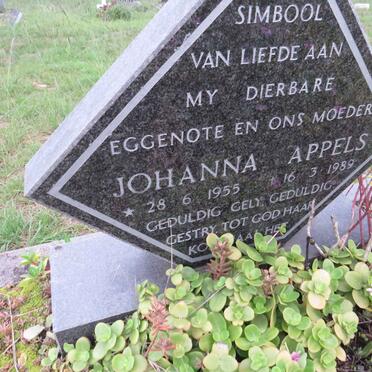 SIMBOOL
VAN LIEFDE AAN
MY DIERBARE
EGGENOTE EN ONS MOEDER
JOHANNA APPELS
★ 28 6 1955 16 3 1989
GEDULDIG GELY GEDULDIG
GESTRY TOT GOD HAAR